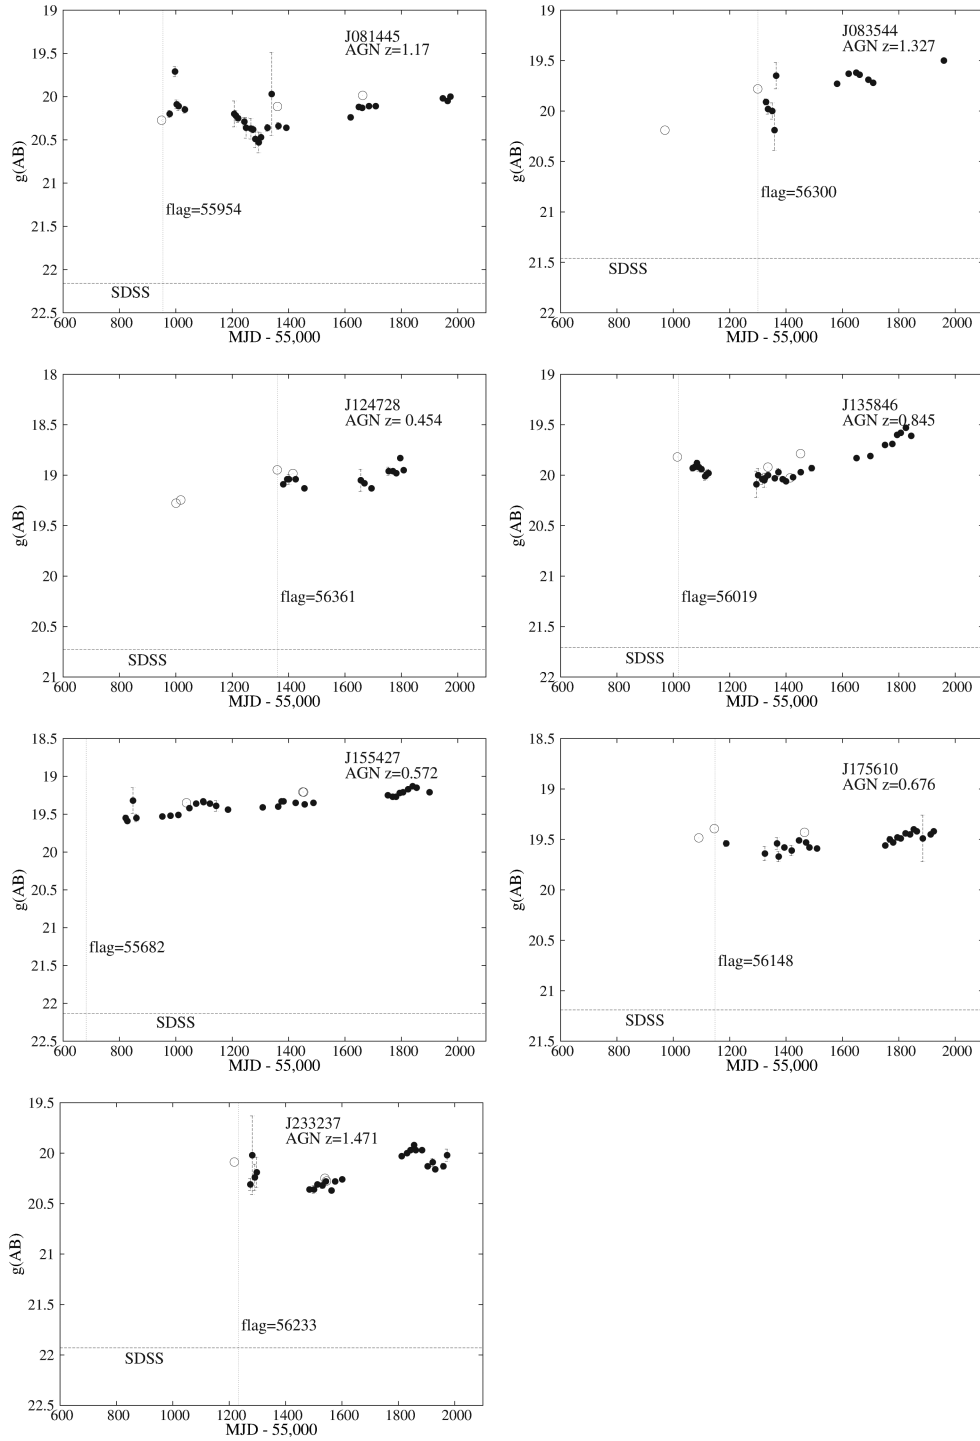 19
19.5
20
20.5
21
21.5
22
22.5
g(AB)
J081445
AGN z=1.17
flag=55954
SDSS
600 800 1000 1200 1400 1600 1800 2000
MJD - 55,000
19
19.5
20
20.5
21
21.5
22
g(AB)
J083544
AGN z=1.327
flag=56300
SDSS
600 800 1000 1200 1400 1600 1800 2000
MJD - 55,000
18
18.5
19
19.5
20
20.5
21
g(AB)
J124728
AGN z= 0.454
flag=56361
SDSS
600 800 1000 1200 1400 1600 1800 2000
MJD - 55,000
19
19.5
20
20.5
21
21.5
22
g(AB)
J135846
AGN z=0.845
flag=56019
SDSS
600 800 1000 1200 1400 1600 1800 2000
MJD - 55,000
18.5
19
19.5
20
20.5
21
21.5
22
22.5
g(AB)
J155427
AGN z=0.572
flag=55682
SDSS
600 800 1000 1200 1400 1600 1800 2000
MJD - 55,000
18.5
19
19.5
20
20.5
21
21.5
g(AB)
J175610
AGN z=0.676
flag=56148
SDSS
600 800 1000 1200 1400 1600 1800 2000
MJD - 55,000
19.5
20
20.5
21
21.5
22
22.5
g(AB)
J233237
AGN z=1.471
flag=56233
SDSS
600 800 1000 1200 1400 1600 1800 2000
MJD - 55,000